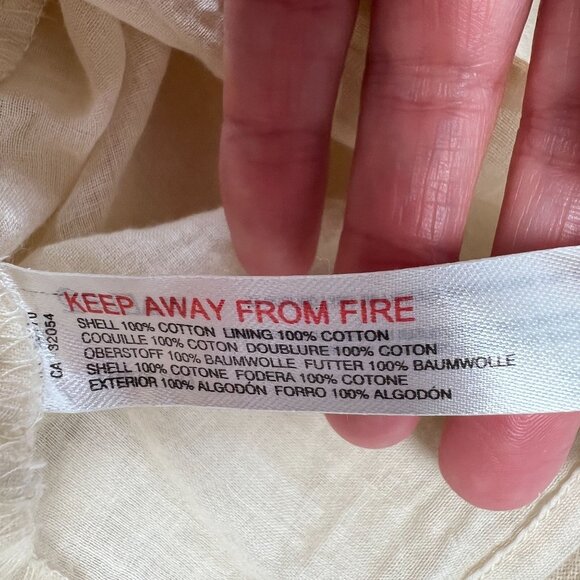 KEEP AWAY FROM FIRE
SHELL 100% COTTON LINING 100% COTTON
COQUILLE 100% COTON DOUBLURE 100% COTON
OBERSTOFF 100% BAUMWOLLE FUTTER 100% BAUMWOLLE
SHELL 100% COTONE FODERA 100% COTONE
EXTERIOR 100% ALGODÓN FORRO 100% ALGODÓN
CA 32054